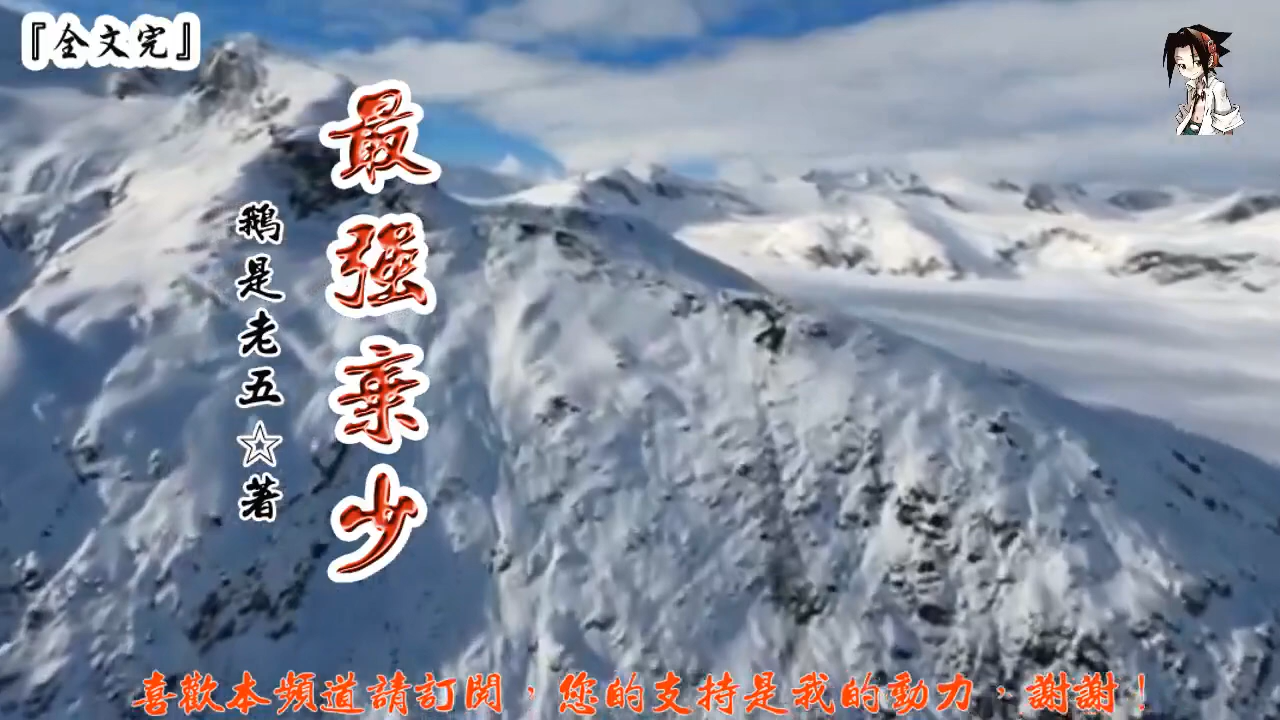 『全文完』
最強棄少
鵝是老五☆著
喜歡本頻道請訂閱，您的支持是我的動力，謝謝！